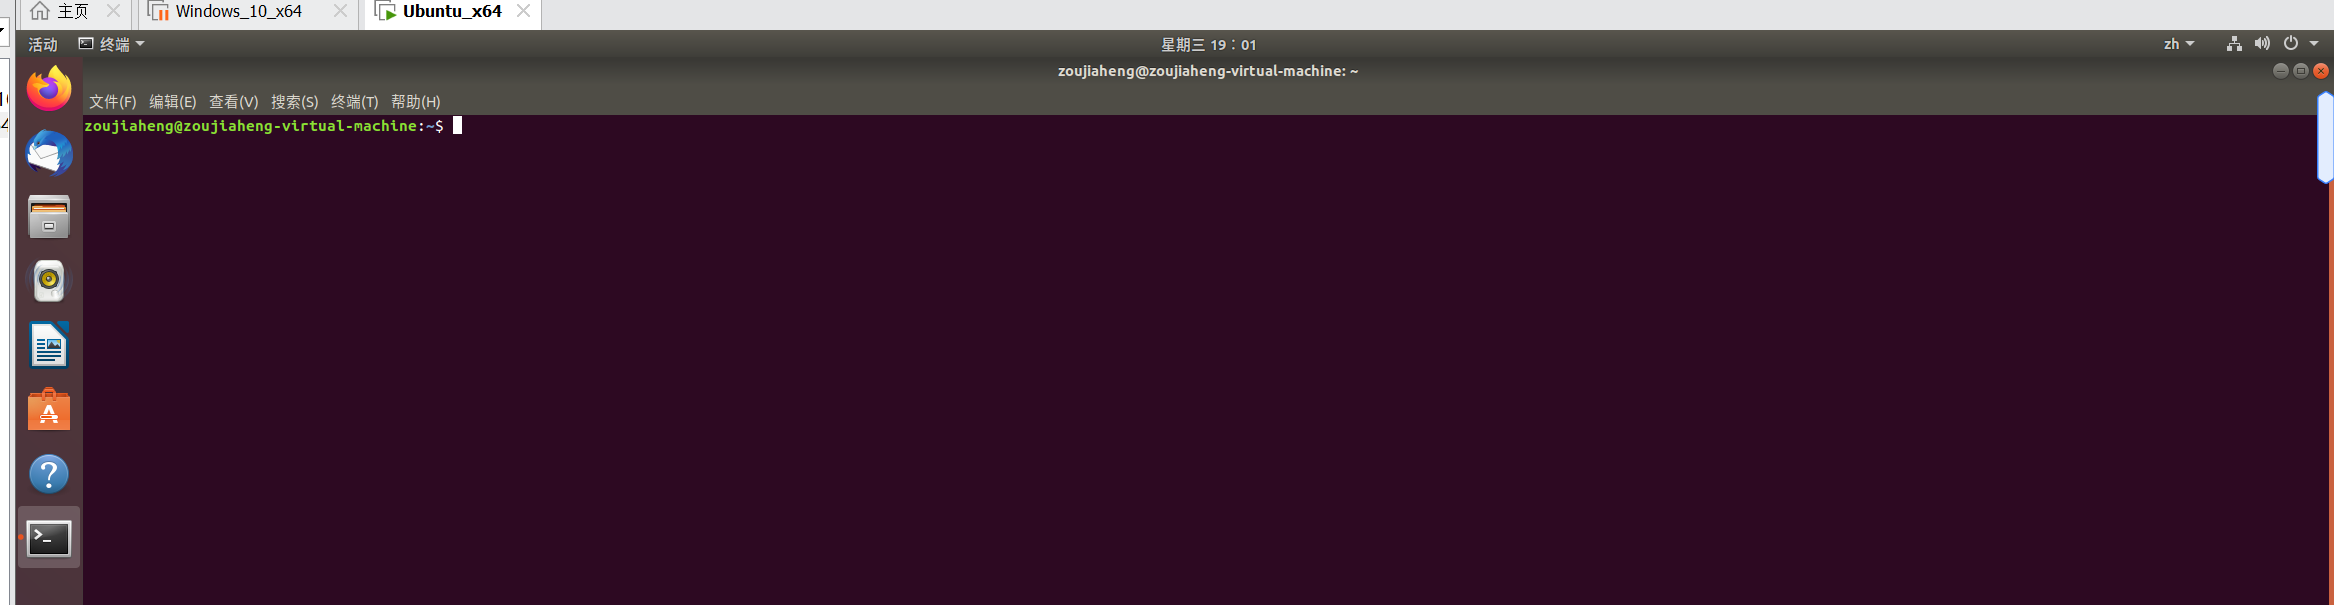 主页 Windows_10_x64 Ubuntu_x64
活动 终端 星期三 19：01 zh
zoujiaheng@zoujiaheng-virtual-machine: ~
文件(F) 编辑(E) 查看(V) 搜索(S) 终端(T) 帮助(H)
zoujiaheng@zoujiaheng-virtual-machine:~$